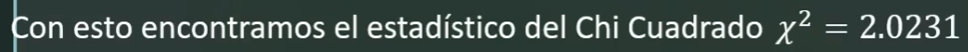 Con esto encontramos el estadístico del Chi Cuadrado χ² = 2.0231